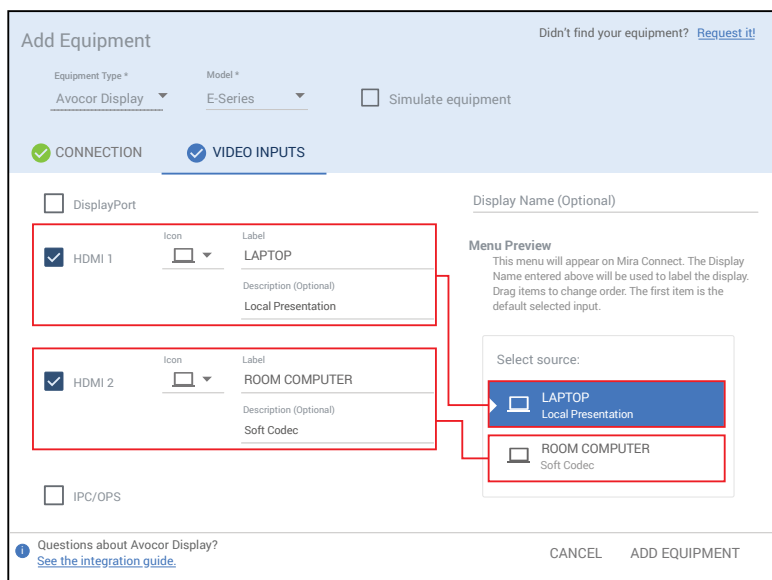 Add Equipment
Didn't find your equipment? Request it!
Equipment Type *
Model *
Avocor Display
E-Series
Simulate equipment
CONNECTION
VIDEO INPUTS
DisplayPort
Display Name (Optional)
Icon
Label
HDMI 1
LAPTOP
Description (Optional)
Local Presentation
Menu Preview
This menu will appear on Mira Connect. The Display
Name entered above will be used to label the display.
Drag items to change order. The first item is the
default selected input.
Icon
Label
HDMI 2
ROOM COMPUTER
Description (Optional)
Soft Codec
Select source:
LAPTOP
Local Presentation
ROOM COMPUTER
Soft Codec
IPC/OPS
i
Questions about Avocor Display?
See the integration guide.
CANCEL
ADD EQUIPMENT